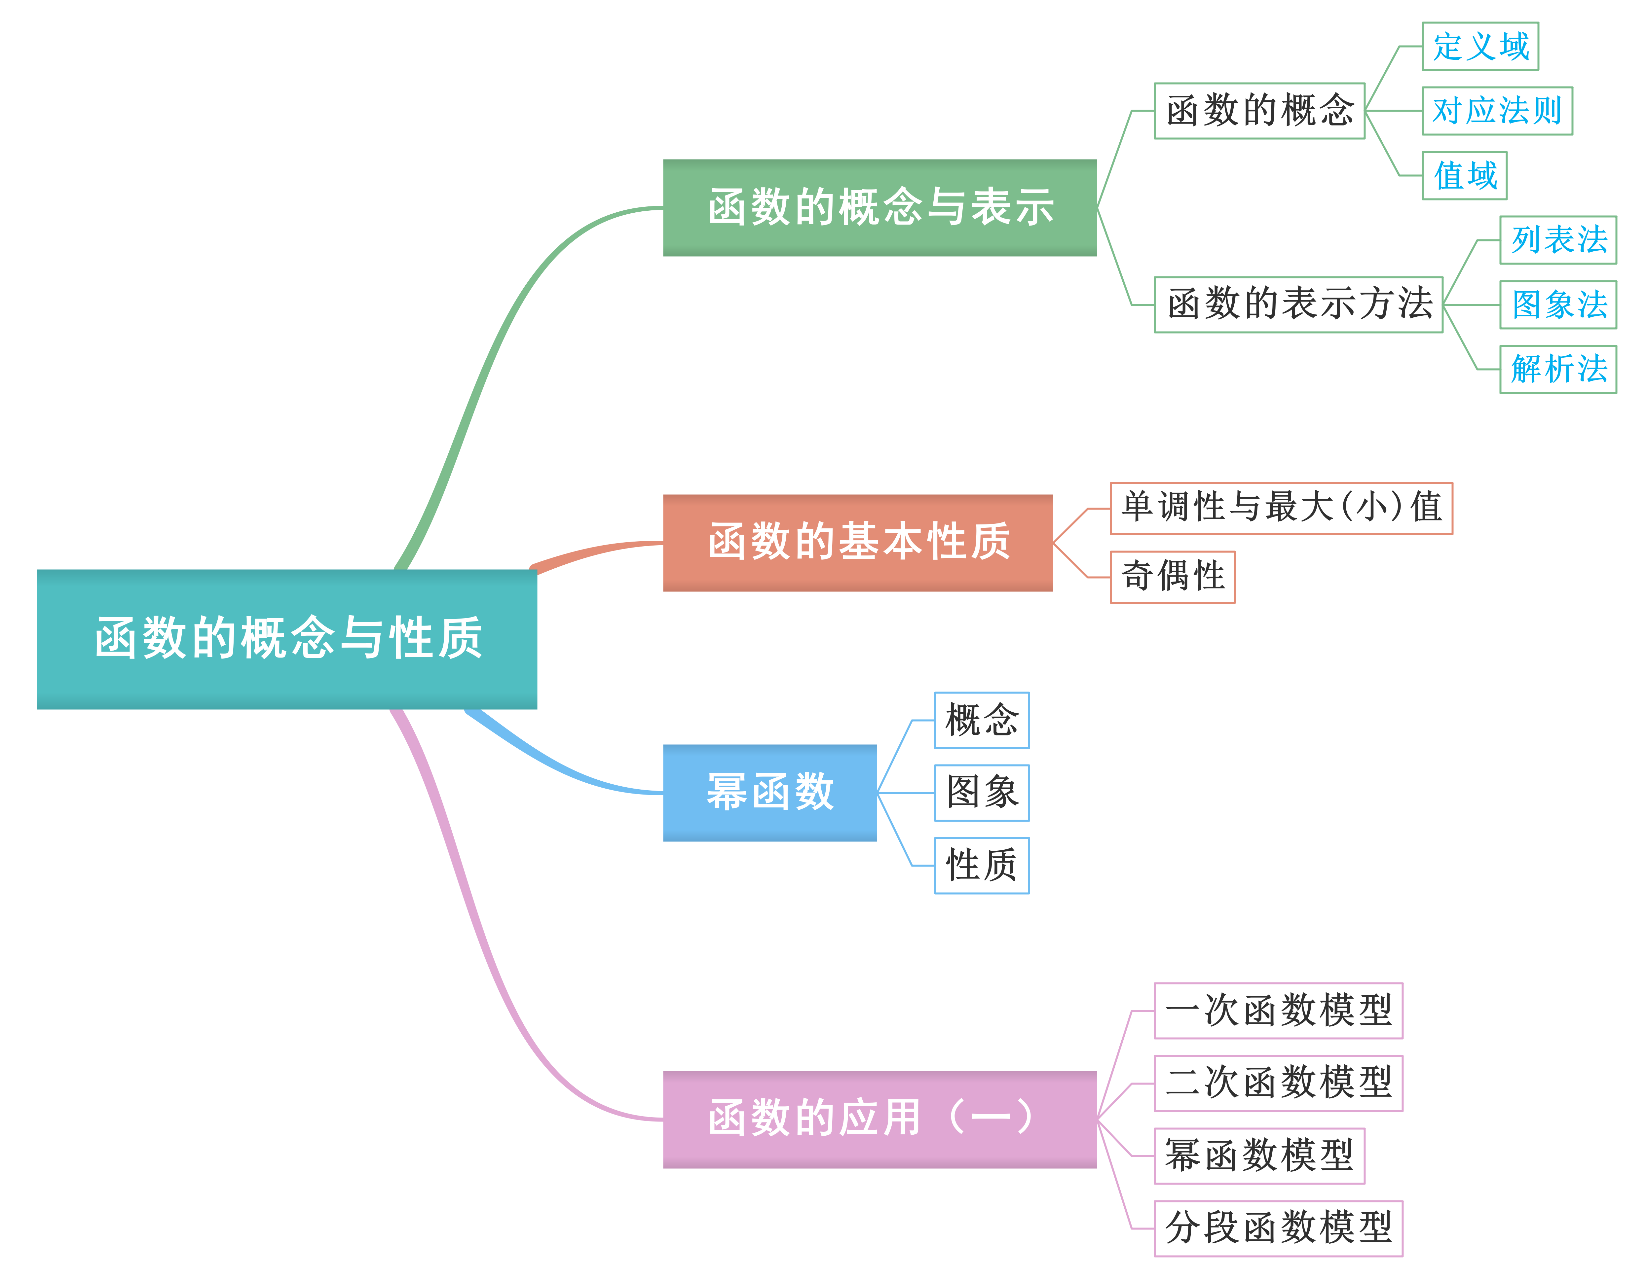 函数的概念与性质
函数的概念与表示
函数的概念
定义域
对应法则
值域
函数的表示方法
列表法
图象法
解析法
函数的基本性质
单调性与最大(小)值
奇偶性
幂函数
概念
图象
性质
函数的应用（一）
一次函数模型
二次函数模型
幂函数模型
分段函数模型